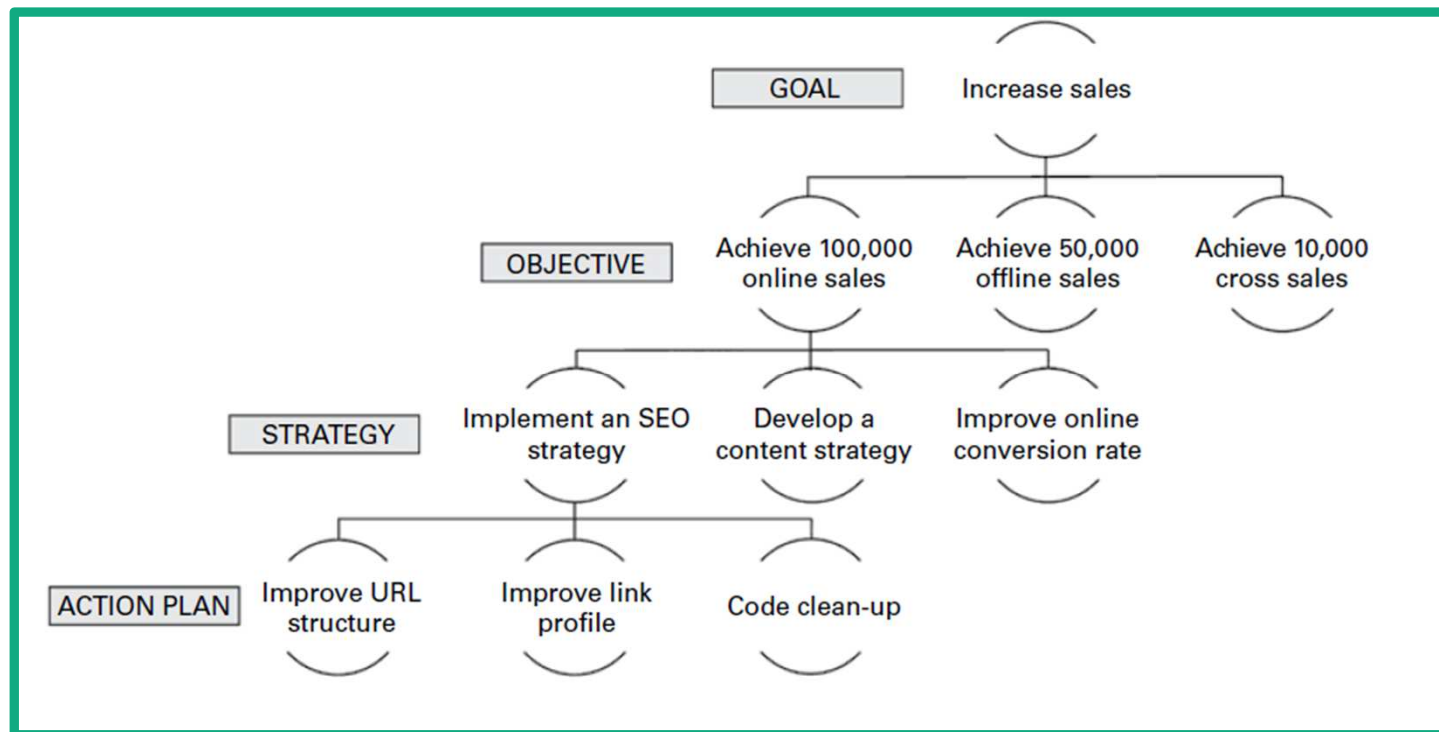 GOAL
Increase sales
OBJECTIVE
Achieve 100,000
online sales
Achieve 50,000
offline sales
Achieve 10,000
cross sales
STRATEGY
Implement an SEO
strategy
Develop a
content strategy
Improve online
conversion rate
ACTION PLAN
Improve URL
structure
Improve link
profile
Code clean-up